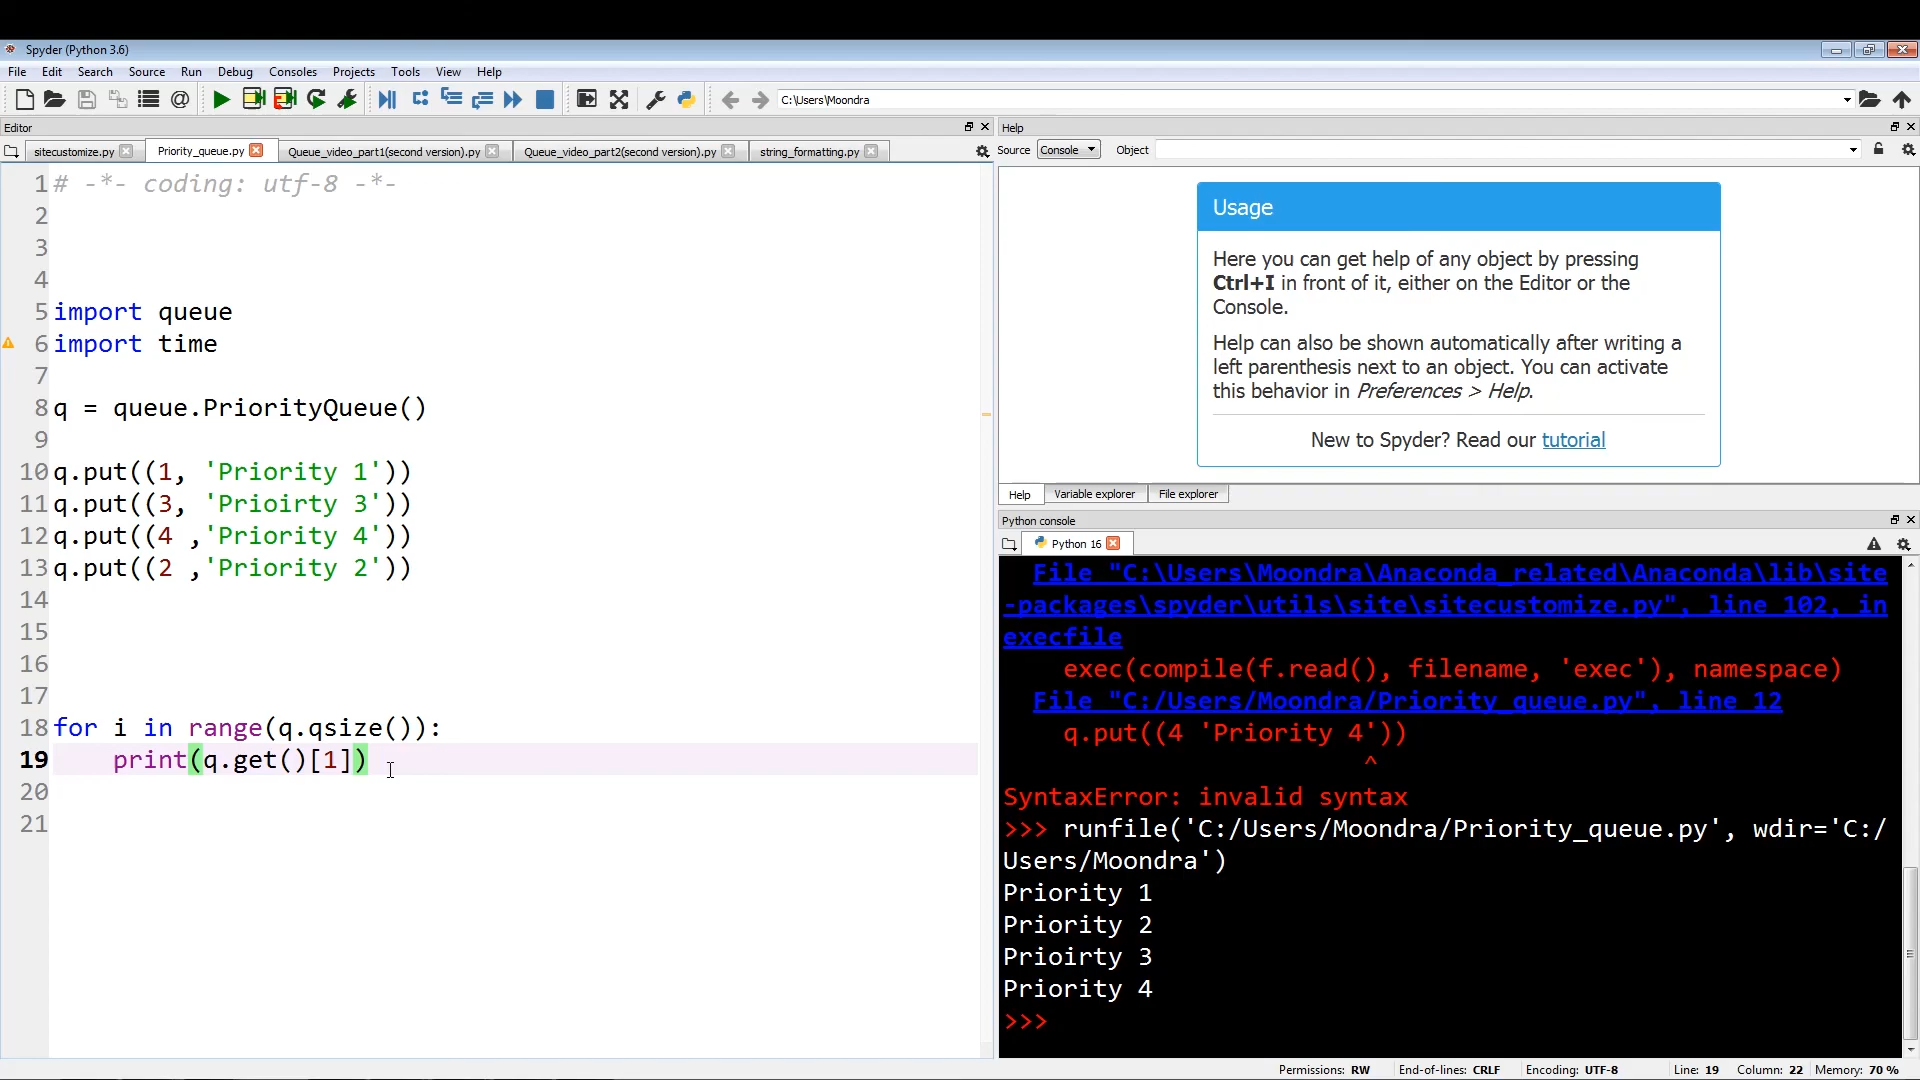 Spyder (Python 3.6)
File Edit Search Source Run Debug Consoles Projects Tools View Help
C:\Users\Moondra
Editor
sitecustomize.py Priority_queue.py Queue_video_part1(second version).py Queue_video_part2(second version).py string_formatting.py
1 # -*- coding: utf-8 -*-
2
3
4
5 import queue
6 import time
7
8 q = queue.PriorityQueue()
9
10 q.put((1, 'Priority 1'))
11 q.put((3, 'Prioirty 3'))
12 q.put((4 ,'Priority 4'))
13 q.put((2 ,'Priority 2'))
14
15
16
17
18 for i in range(q.qsize()):
19     print(q.get()[1])
20
21
Help
Source Console Object
Usage
Here you can get help of any object by pressing
Ctrl+I in front of it, either on the Editor or the
Console.
Help can also be shown automatically after writing a
left parenthesis next to an object. You can activate
this behavior in Preferences > Help.
New to Spyder? Read our tutorial
Help Variable explorer File explorer
Python console
Python 16
File "C:\Users\Moondra\Anaconda_related\Anaconda\lib\site
-packages\spyder\utils\site\sitecustomize.py", line 102, in
execfile
exec(compile(f.read(), filename, 'exec'), namespace)
File "C:/Users/Moondra/Priority_queue.py", line 12
q.put((4 'Priority 4'))
^
SyntaxError: invalid syntax
>>> runfile('C:/Users/Moondra/Priority_queue.py', wdir='C:/
Users/Moondra')
Priority 1
Priority 2
Prioirty 3
Priority 4
>>>
Permissions: RW End-of-lines: CRLF Encoding: UTF-8 Line: 19 Column: 22 Memory: 70 %